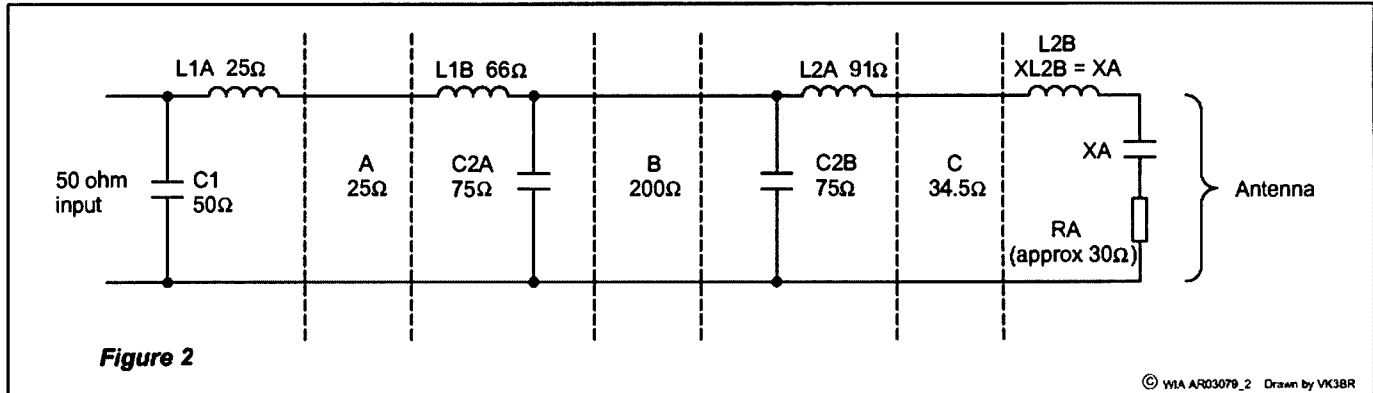 L1A 25Ω
L1B 66Ω
L2A 91Ω
L2B
XL2B = XA
50 ohm
input
C1
50Ω
A
25Ω
C2A
75Ω
B
200Ω
C2B
75Ω
C
34.5Ω
XA
RA
(approx 30Ω)
Antenna
Figure 2
© WIA AR03079_2 Drawn by VK3BR